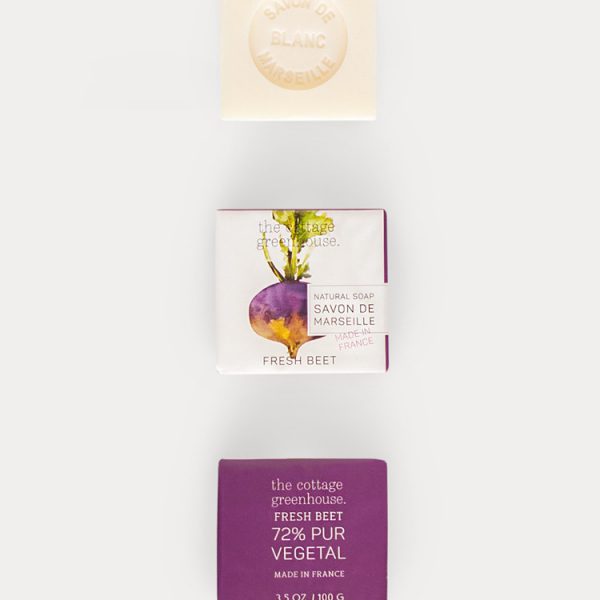 SAVON DE
BLANC
MARSEILLE
the cottage
greenhouse.
NATURAL SOAP
SAVON DE
MARSEILLE
MADE IN
FRANCE
FRESH BEET
the cottage
greenhouse.
FRESH BEET
72% PUR
VEGETAL
MADE IN FRANCE
3.5 OZ / 100 G